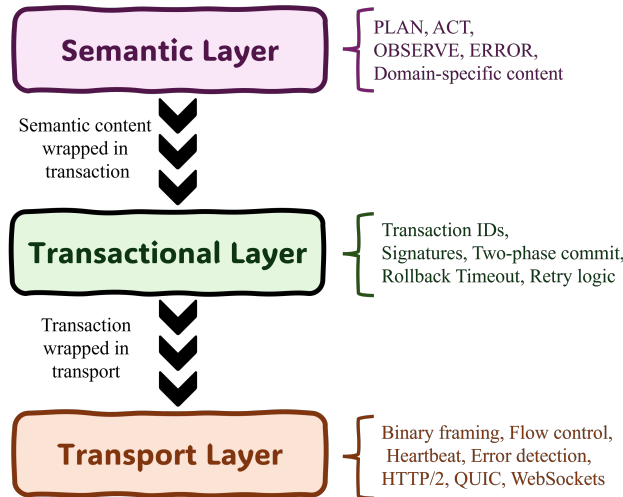 Semantic Layer
PLAN, ACT,
OBSERVE, ERROR,
Domain-specific content
Semantic content
wrapped in
transaction
Transactional Layer
Transaction IDs,
Signatures, Two-phase commit,
Rollback Timeout, Retry logic
Transaction
wrapped in
transport
Transport Layer
Binary framing, Flow control,
Heartbeat, Error detection,
HTTP/2, QUIC, WebSockets